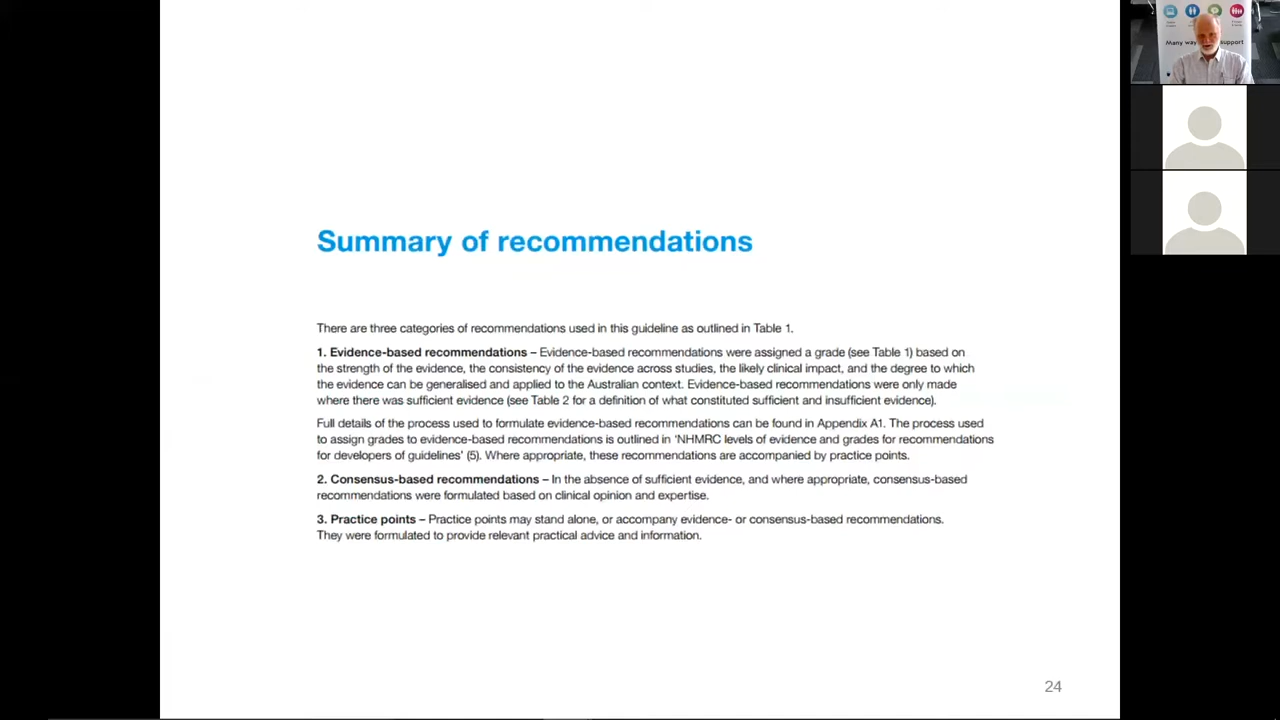 Summary of recommendations
There are three categories of recommendations used in this guideline as outlined in Table 1.
1. Evidence-based recommendations – Evidence-based recommendations were assigned a grade (see Table 1) based on
the strength of the evidence, the consistency of the evidence across studies, the likely clinical impact, and the degree to which
the evidence can be generalised and applied to the Australian context. Evidence-based recommendations were only made
where there was sufficient evidence (see Table 2 for a definition of what constituted sufficient and insufficient evidence).
Full details of the process used to formulate evidence-based recommendations can be found in Appendix A1. The process used
to assign grades to evidence-based recommendations is outlined in ‘NHMRC levels of evidence and grades for recommendations
for developers of guidelines’ (5). Where appropriate, these recommendations are accompanied by practice points.
2. Consensus-based recommendations – In the absence of sufficient evidence, and where appropriate, consensus-based
recommendations were formulated based on clinical opinion and expertise.
3. Practice points – Practice points may stand alone, or accompany evidence- or consensus-based recommendations.
They were formulated to provide relevant practical advice and information.
24
Many support